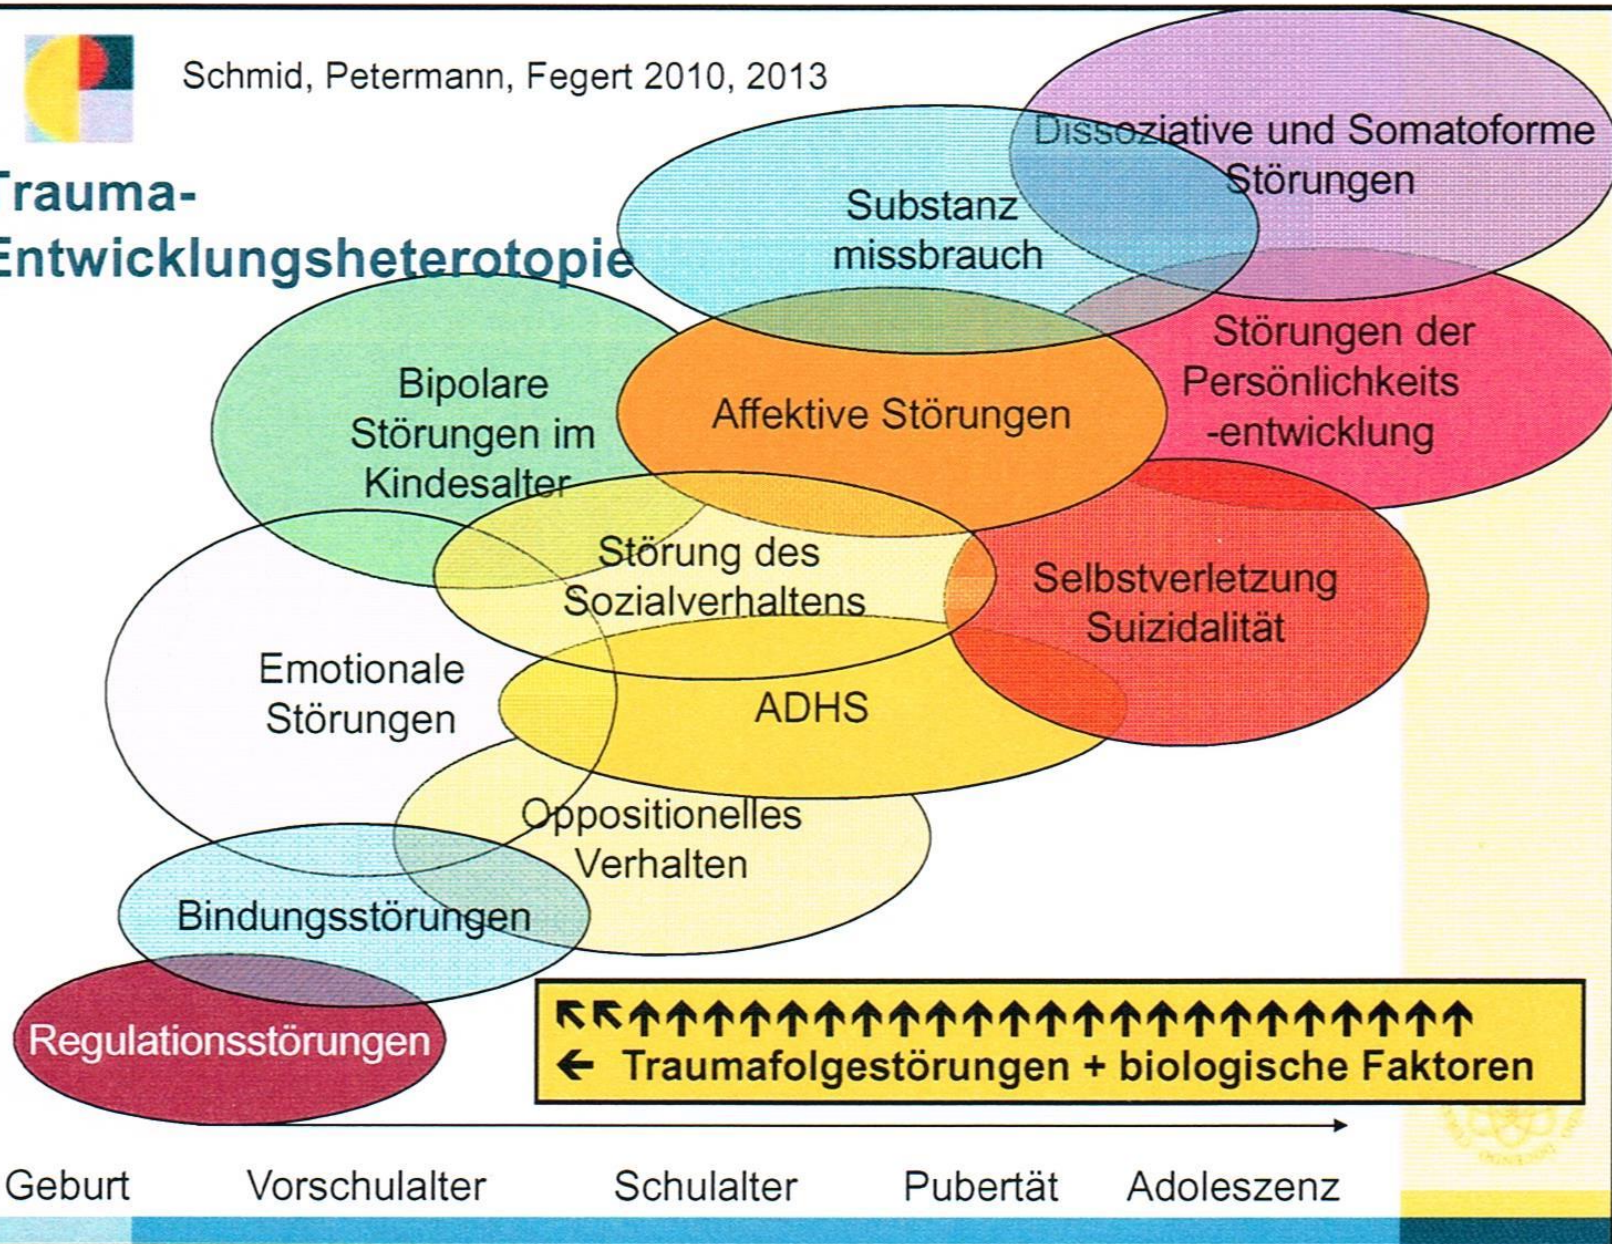 Schmid, Petermann, Fegert 2010, 2013
Trauma-
Entwicklungsheterotopie
Dissoziative und Somatoforme
Störungen
Substanz
missbrauch
Störungen der
Persönlichkeits
-entwicklung
Bipolare
Störungen im
Kindesalter
Affektive Störungen
Störung des
Sozialverhaltens
Selbstverletzung
Suizidalität
Emotionale
Störungen
ADHS
Oppositionelles
Verhalten
Bindungsstörungen
Regulationsstörungen
↖↖↑↑↑↑↑↑↑↑↑↑↑↑↑↑↑↑↑↑↑↑↑↑↑
← Traumafolgestörungen + biologische Faktoren
Geburt Vorschulalter Schulalter Pubertät Adoleszenz